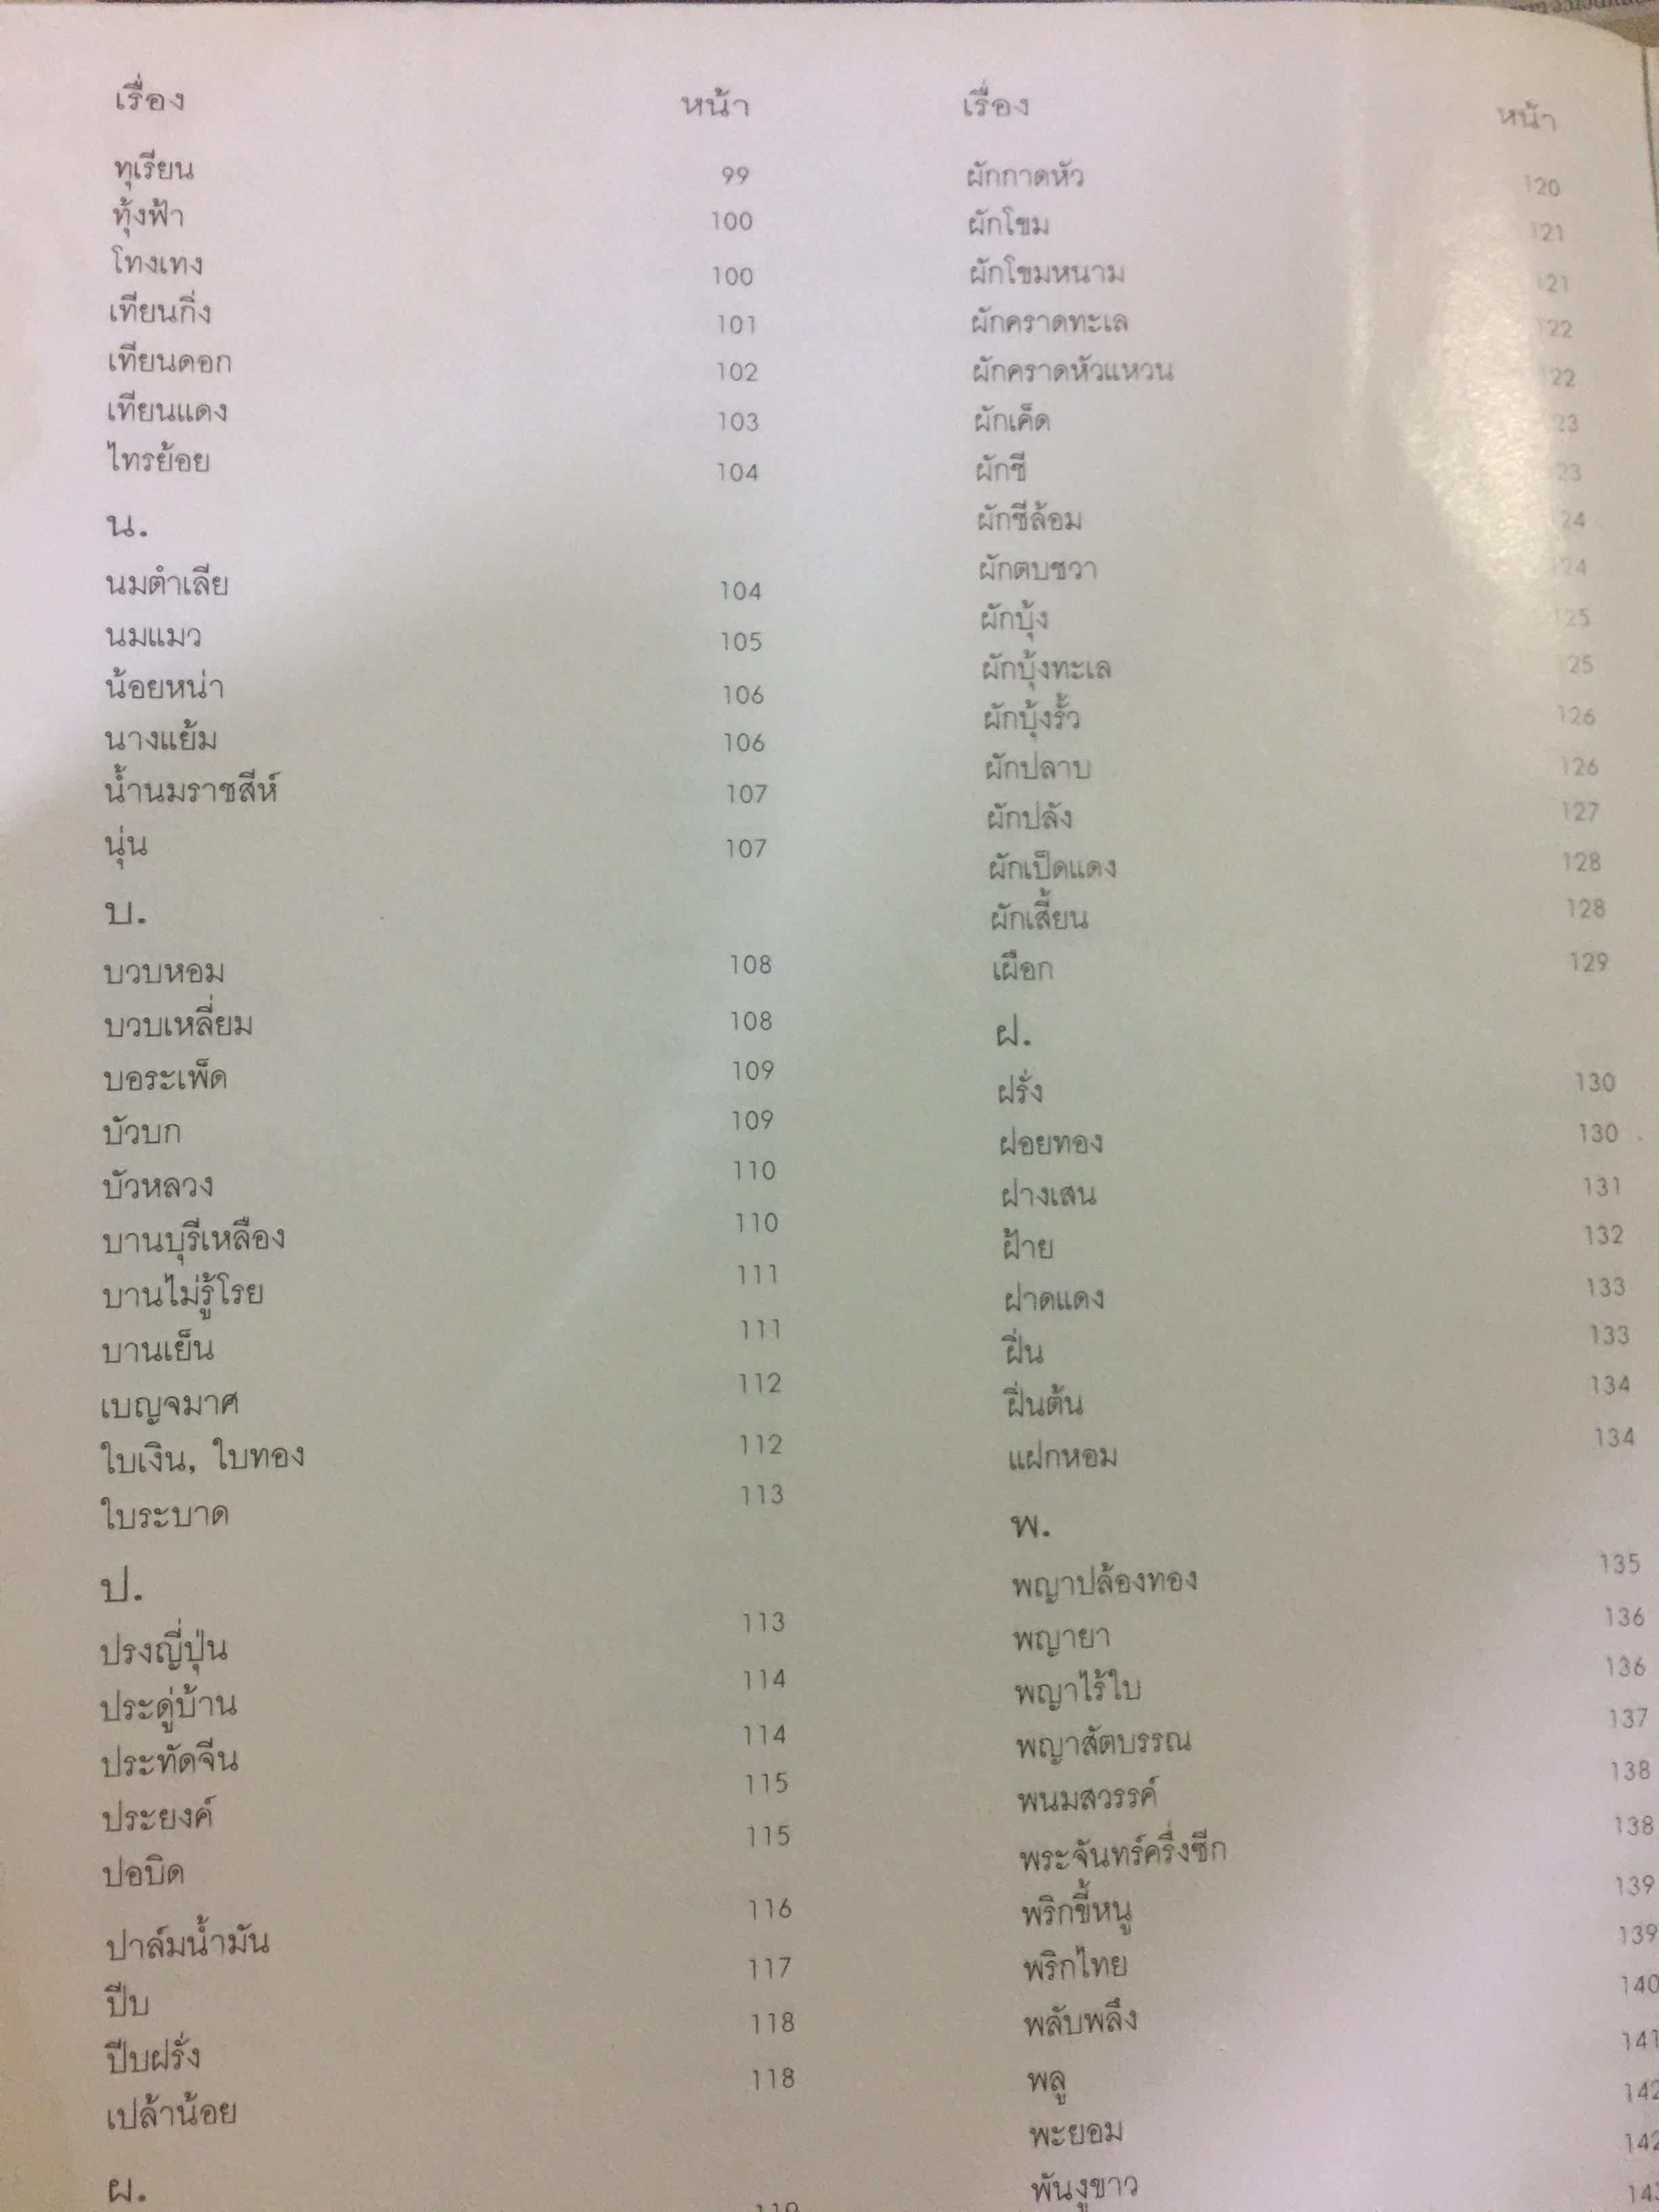 เรื่อง หน้า
ทุเรียน 99
ทุ้งฟ้า 100
โทงเทง 100
เทียนกิ่ง 101
เทียนดอก 102
เทียนแดง 103
ไทรย้อย 104
น.
นมตำเลีย 104
นมแมว 105
น้อยหน่า 106
นางแย้ม 106
น้ำนมราชสีห์ 107
นุ่น 107
บ.
บวบหอม 108
บวบเหลี่ยม 108
บอระเพ็ด 109
บัวบก 109
บัวหลวง 110
บานบุรีเหลือง 110
บานไม่รู้โรย 111
บานเย็น 111
เบญจมาศ 112
ใบเงิน, ใบทอง 112
ใบระบาด 113
ป.
ปรงญี่ปุ่น 113
ประดู่บ้าน 114
ประทัดจีน 114
ประยงค์ 115
ปอบิด 115
ปาล์มน้ำมัน 116
ปีบ 117
ปีบฝรั่ง 118
เปล้าน้อย 118
ผ.
119
เรื่อง หน้า
ผักกาดหัว 120
ผักโขม 121
ผักโขมหนาม 121
ผักคราดทะเล 122
ผักคราดหัวแหวน 122
ผักเค็ด 23
ผักชี 23
ผักชีล้อม 24
ผักตบชวา 124
ผักบุ้ง 125
ผักบุ้งทะเล 25
ผักบุ้งรั้ว 126
ผักปลาบ 126
ผักปลัง 127
ผักเป็ดแดง 128
ผักเสี้ยน 128
เผือก 129
ฝ.
ฝรั่ง 130
ฝอยทอง 130
ฝางเสน 131
ฝ้าย 132
ฝาดแดง 133
ฝิ่น 133
ฝิ่นต้น 134
แฝกหอม 134
พ.
พญาปล้องทอง 135
พญายา 136
พญาไร้ใบ 136
พญาสัตบรรณ 137
พนมสวรรค์ 138
พระจันทร์ครึ่งซีก 138
พริกขี้หนู 139
พริกไทย 139
พลับพลึง 140
พลู 141
พะยอม 142
พันงูขาว 142